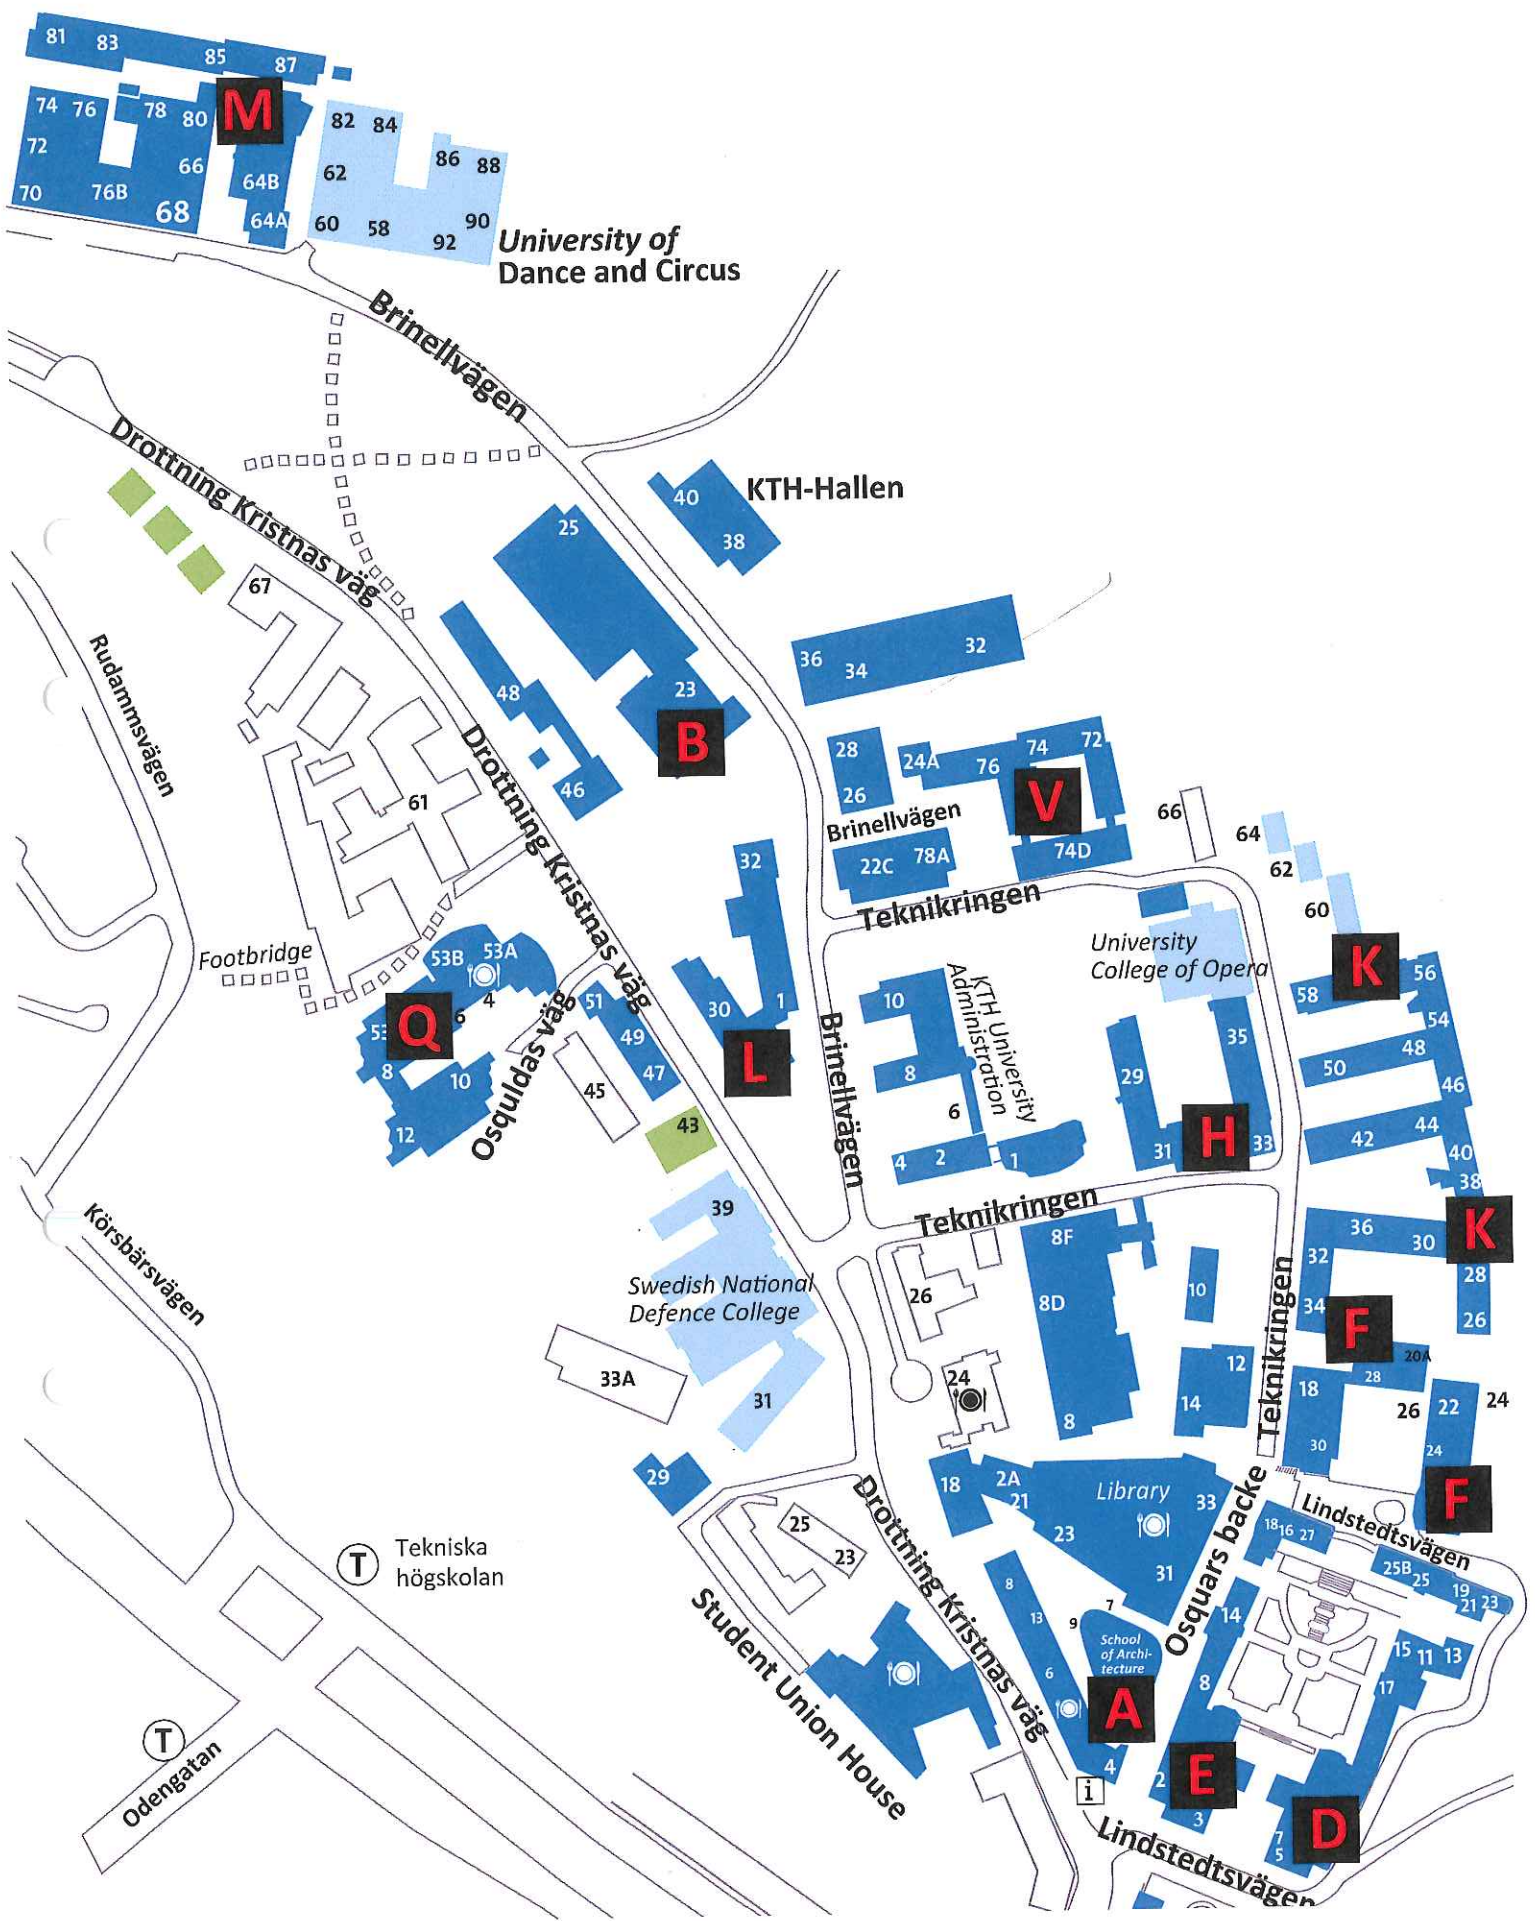 81 83 85 87
74 76 78 80 M
82 84
72 66 62 86 88
70 76B 68 64B
64A 60 58 92 90
University of
Dance and Circus
Brinellvägen
Drottning Kristnas väg
40 KTH-Hallen
38
25
67
Rudammsvägen
36 34 32
48 23
B
46
61
Drottning Kristnas väg
28 24A 76 74 72
26 V
Brinellvägen
22C 78A 74D
66 64
62
60
Teknikringen
32
Footbridge
53B 53A
4
53 Q 6
8 10
12
Osquldas väg
51
49
47
45
43
30 1
L
Brinellvägen
10
8
6
4 2 1
KTH University
Administration
University
College of Opera
K
58 56
54
50 48
46
42 44
40
38
35
29
31 H 33
Teknikringen
36 30 K
32
34 28
26
F
20A
28
18
30
26 22 24
24
F
Teknikringen
8F
8D
8
10
12
14
26
24
39
Swedish National
Defence College
33A
31
29
Körsbärsvägen
T Tekniska
högskolan
T
Odengatan
25
23
Student Union House
Drottning Kristnas väg
18 2A
21
23
Library
33
31
Osquars backe
Lindstedtsvägen
18 16 27
25B 25 19
21 23
8
13
6
4
7
9
School
of Archi-
tecture
A
14
8
E
2
3
15 11 13
17
D
7
5
i
Lindstedtsvägen